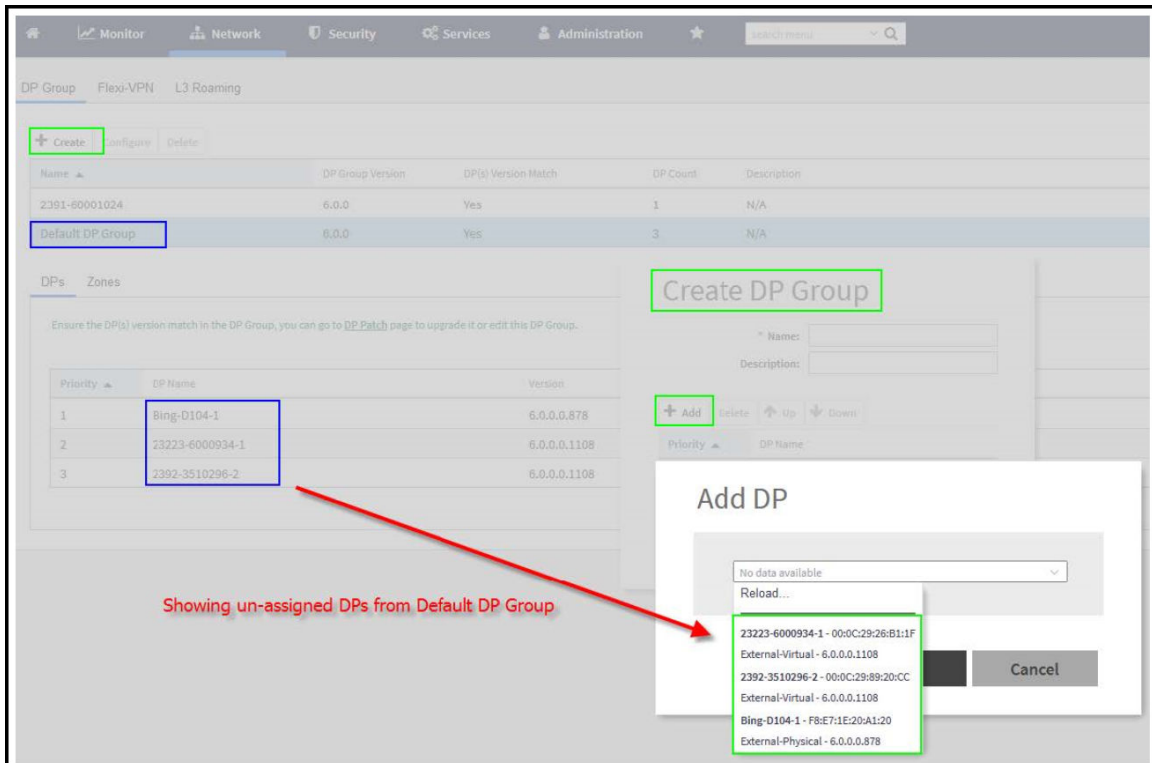 Monitor Network Security Services Administration search menu
DP Group Flexi-VPN L3 Roaming
+ Create Configure Delete
Name DP Group Version DP(s) Version Match DP Count Description
2391-60001024 6.0.0 Yes 1 N/A
Default DP Group 6.0.0 Yes 3 N/A
DPs Zones
Ensure the DP(s) version match in the DP Group, you can go to DP Patch page to upgrade it or edit this DP Group.
Priority DP Name Version
1 Bing-D104-1 6.0.0.0.878
2 23223-6000934-1 6.0.0.0.1108
3 2392-3510296-2 6.0.0.0.1108
Showing un-assigned DPs from Default DP Group
Create DP Group
* Name:
Description:
+ Add Delete Up Down
Priority DP Name
Add DP
No data available
Reload...
23223-6000934-1 - 00:0C:29:26:B1:1F
External-Virtual - 6.0.0.0.1108
2392-3510296-2 - 00:0C:29:89:20:CC
External-Virtual - 6.0.0.0.1108
Bing-D104-1 - F8:E7:1E:20:A1:20
External-Physical - 6.0.0.0.878
Cancel